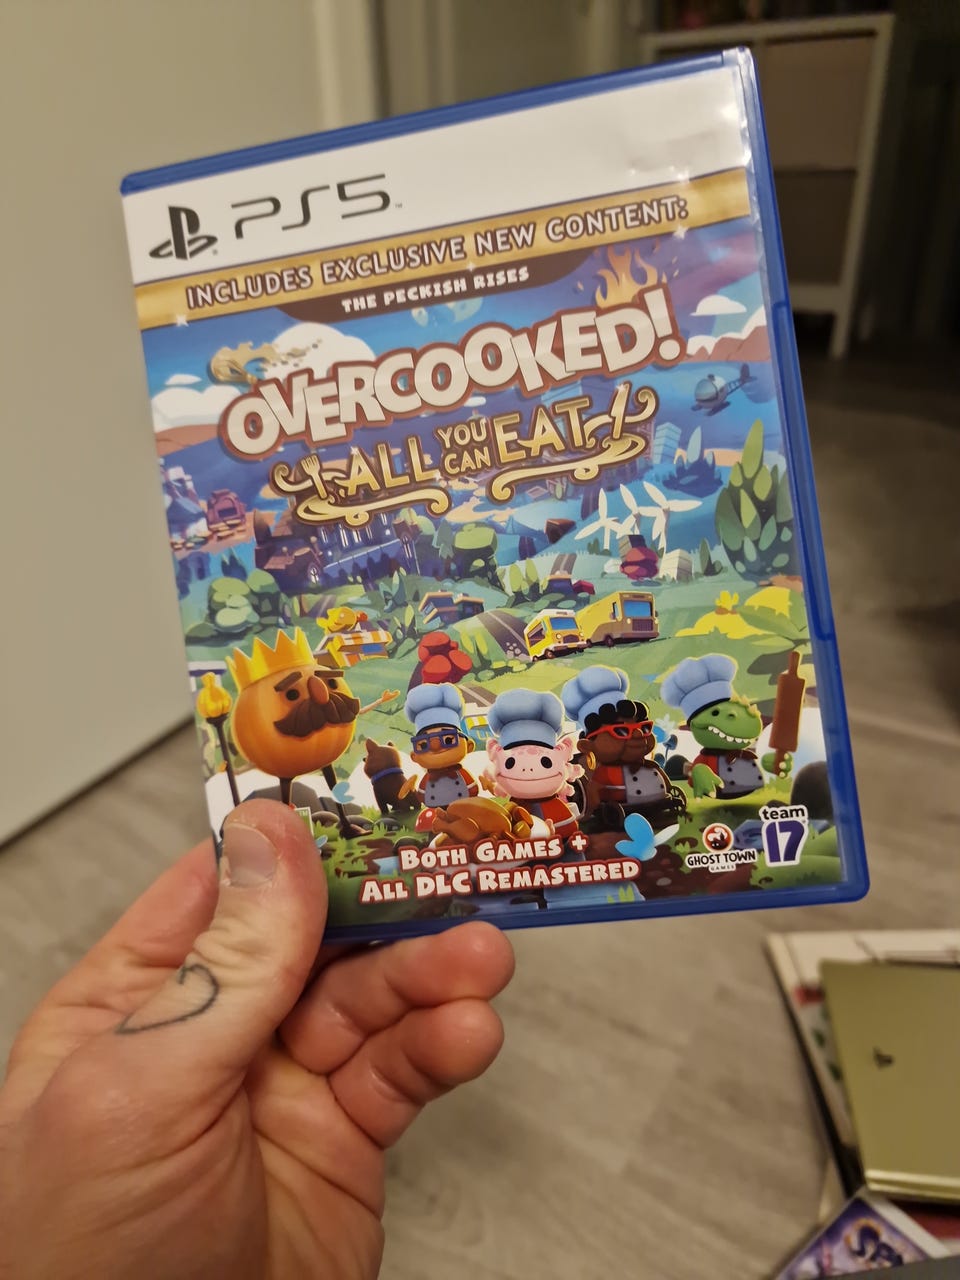 PS5
INCLUDES EXCLUSIVE NEW CONTENT:
THE PECKISH RISES
OVERCOOKED!
ALL YOU CAN EAT
BOTH GAMES +
ALL DLC REMASTERED
GHOST TOWN
GAMES
team
17